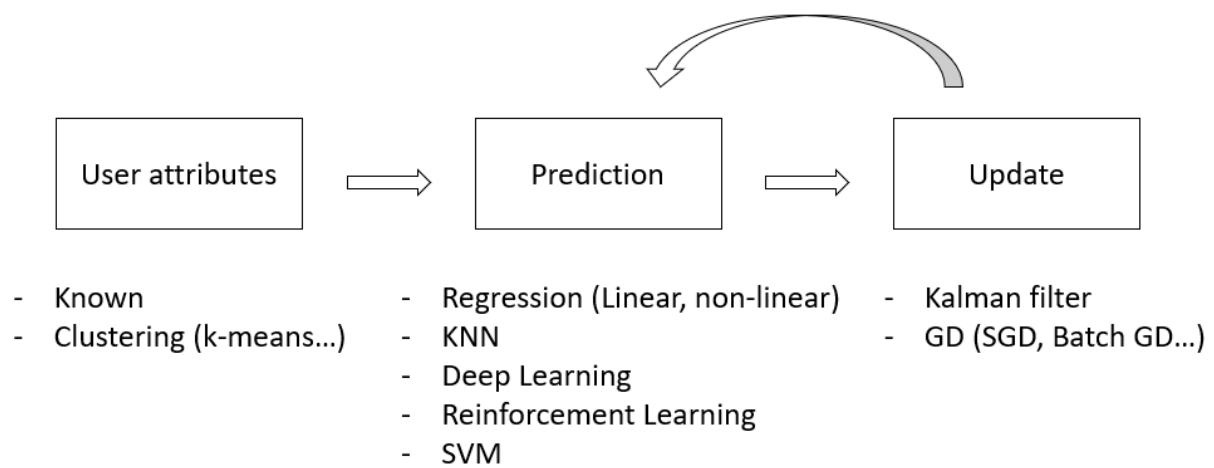 User attributes
Prediction
Update
- Known
- Clustering (k-means...)
- Regression (Linear, non-linear)
- KNN
- Deep Learning
- Reinforcement Learning
- SVM
- Kalman filter
- GD (SGD, Batch GD...)